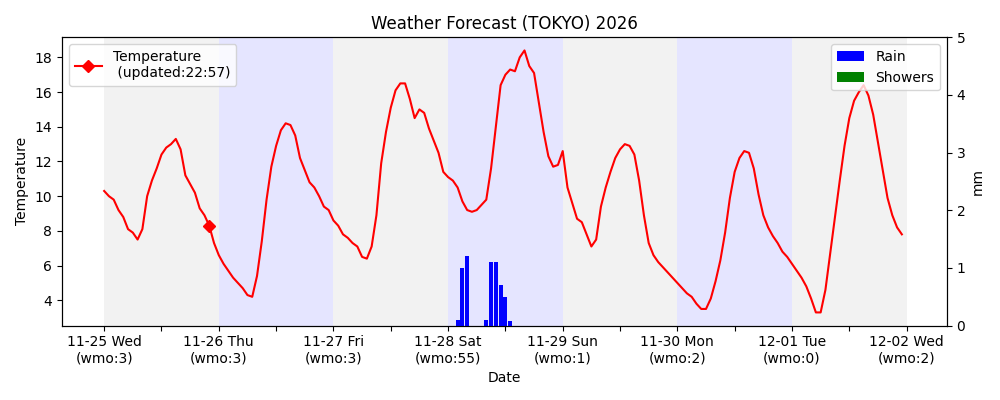 Weather Forecast (TOKYO) 2026
Temperature
(updated:22:57)
Rain
Showers
Temperature
18
16
14
12
10
8
6
4
5
4
3
2
1
0
mm
11-25 Wed
(wmo:3)
11-26 Thu
(wmo:3)
11-27 Fri
(wmo:3)
11-28 Sat
(wmo:55)
11-29 Sun
(wmo:1)
11-30 Mon
(wmo:2)
12-01 Tue
(wmo:0)
12-02 Wed
(wmo:2)
Date